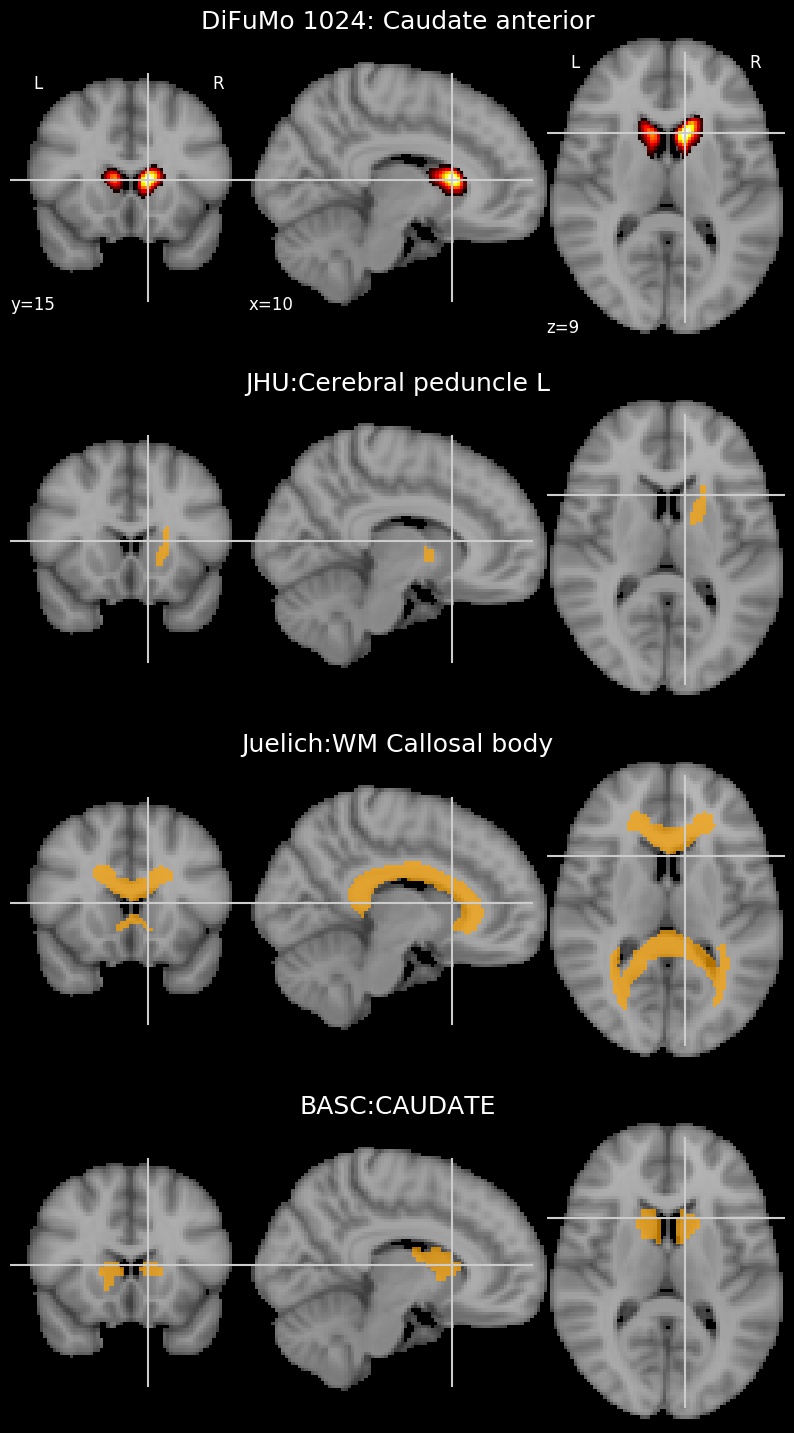 DiFuMo 1024: Caudate anterior
L R L R
y=15 x=10 z=9
JHU:Cerebral peduncle L
Juelich:WM Callosal body
BASC:CAUDATE